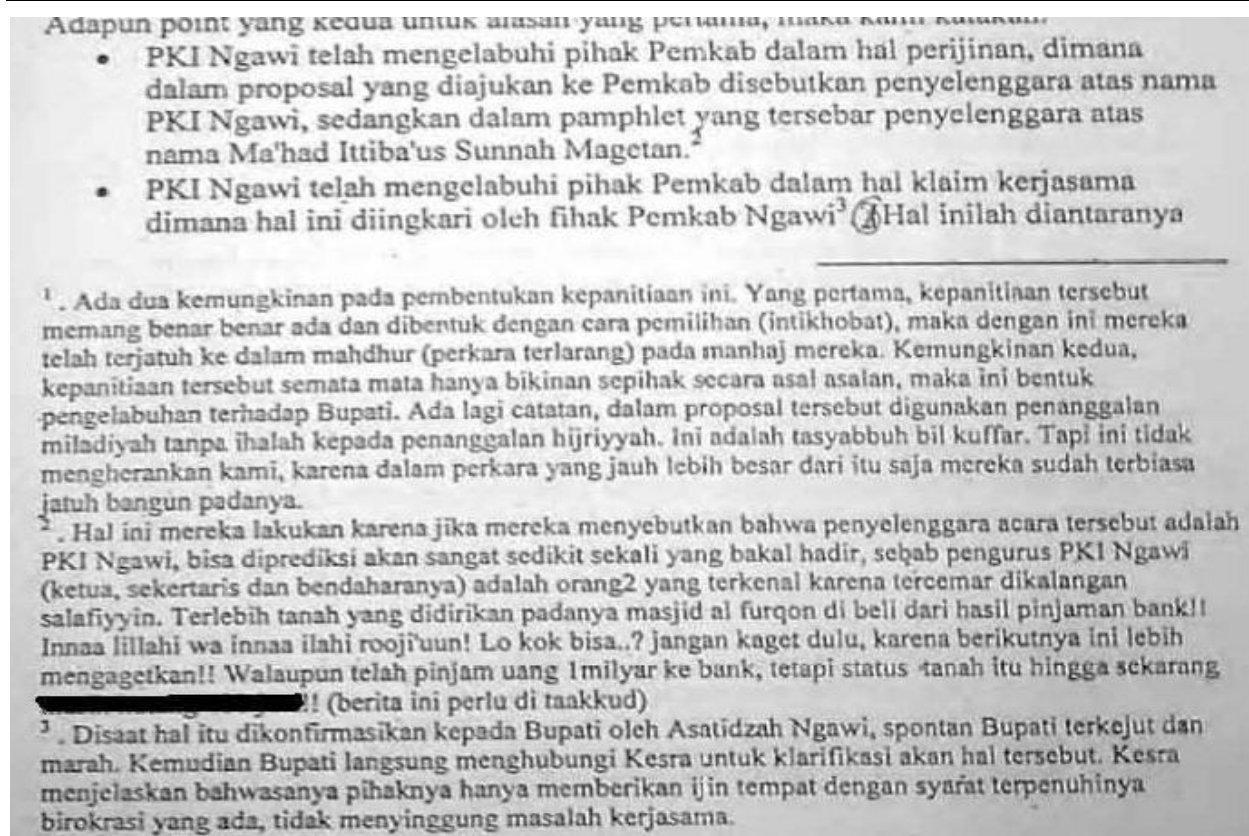 Adapun point yang kedua untuk alasan yang pertama, maka kami katakan:
• PKI Ngawi telah mengelabuhi pihak Pemkab dalam hal perijinan, dimana
dalam proposal yang diajukan ke Pemkab disebutkan penyelenggara atas nama
PKI Ngawi, sedangkan dalam pamphlet yang tersebar penyelenggara atas
nama Ma'had Ittiba'us Sunnah Magetan.²
• PKI Ngawi telah mengelabuhi pihak Pemkab dalam hal klaim kerjasama
dimana hal ini diingkari oleh fihak Pemkab Ngawi³ Hal inilah diantaranya
¹ . Ada dua kemungkinan pada pembentukan kepanitiaan ini. Yang pertama, kepanitiaan tersebut
memang benar benar ada dan dibentuk dengan cara pemilihan (intikhobat), maka dengan ini mereka
telah terjatuh ke dalam mahdhur (perkara terlarang) pada manhaj mereka. Kemungkinan kedua,
kepanitiaan tersebut semata mata hanya bikinan sepihak secara asal asalan, maka ini bentuk
pengelabuhan terhadap Bupati. Ada lagi catatan, dalam proposal tersebut digunakan penanggalan
miladiyah tanpa ihalah kepada penanggalan hijriyyah. Ini adalah tasyabbuh bil kuffar. Tapi ini tidak
mengherankan kami, karena dalam perkara yang jauh lebih besar dari itu saja mereka sudah terbiasa
jatuh bangun padanya.
² . Hal ini mereka lakukan karena jika mereka menyebutkan bahwa penyelenggara acara tersebut adalah
PKI Ngawi, bisa diprediksi akan sangat sedikit sekali yang bakal hadir, sebab pengurus PKI Ngawi
(ketua, sekertaris dan bendaharanya) adalah orang2 yang terkenal karena tercemar dikalangan
salafiyyin. Terlebih tanah yang didirikan padanya masjid al furqon di beli dari hasil pinjaman bank!!
Innaa lillahi wa innaa ilahi rooji'uun! Lo kok bisa..? jangan kaget dulu, karena berikutnya ini lebih
mengagetkan!! Walaupun telah pinjam uang 1milyar ke bank, tetapi status tanah itu hingga sekarang
!! (berita ini perlu di taakkud)
³ . Disaat hal itu dikonfirmasikan kepada Bupati oleh Asatidzah Ngawi, spontan Bupati terkejut dan
marah. Kemudian Bupati langsung menghubungi Kesra untuk klarifikasi akan hal tersebut. Kesra
menjelaskan bahwasanya pihaknya hanya memberikan ijin tempat dengan syarat terpenuhinya
birokrasi yang ada, tidak menyinggung masalah kerjasama.